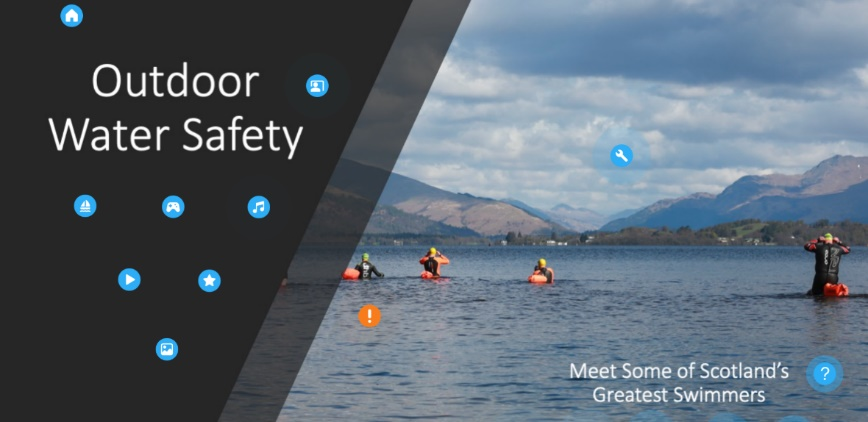 Outdoor
Water Safety
!
Meet Some of Scotland's
Greatest Swimmers
?